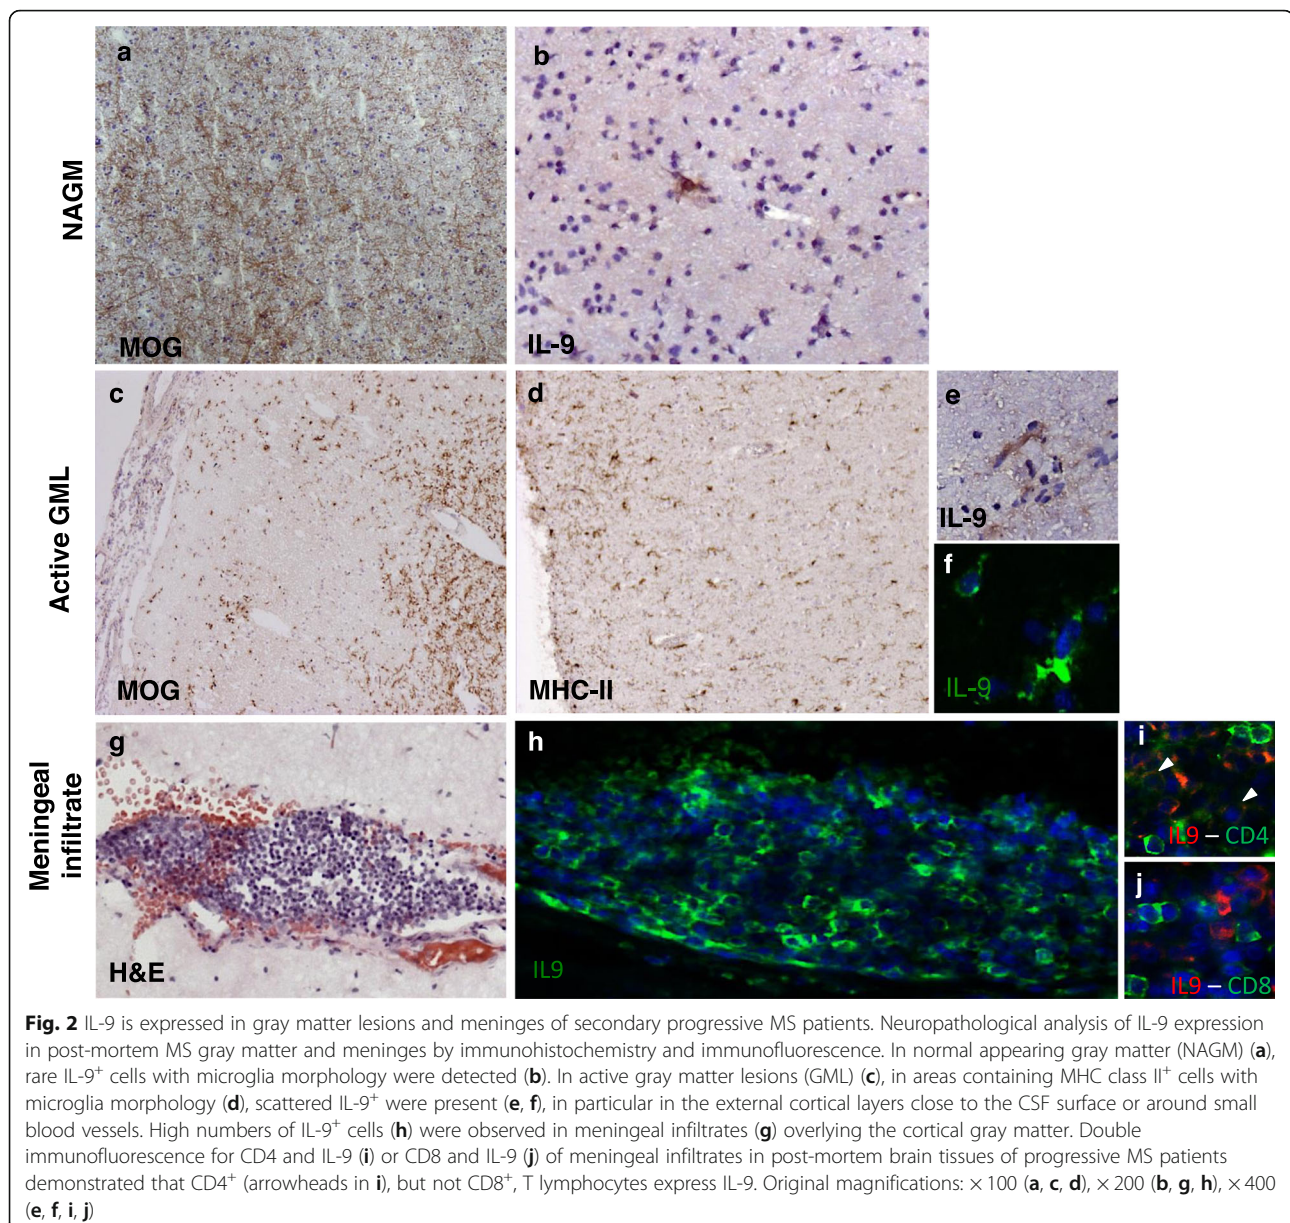 NAGM
a
MOG
b
IL-9
Active GML
c
MOG
d
MHC-II
e
IL-9
f
IL-9
Meningeal
infiltrate
g
H&E
h
IL9
i
IL9 – CD4
j
IL9 – CD8
Fig. 2 IL-9 is expressed in gray matter lesions and meninges of secondary progressive MS patients. Neuropathological analysis of IL-9 expression
in post-mortem MS gray matter and meninges by immunohistochemistry and immunofluorescence. In normal appearing gray matter (NAGM) (a),
rare IL-9⁺ cells with microglia morphology were detected (b). In active gray matter lesions (GML) (c), in areas containing MHC class II⁺ cells with
microglia morphology (d), scattered IL-9⁺ were present (e, f), in particular in the external cortical layers close to the CSF surface or around small
blood vessels. High numbers of IL-9⁺ cells (h) were observed in meningeal infiltrates (g) overlying the cortical gray matter. Double
immunofluorescence for CD4 and IL-9 (i) or CD8 and IL-9 (j) of meningeal infiltrates in post-mortem brain tissues of progressive MS patients
demonstrated that CD4⁺ (arrowheads in i), but not CD8⁺, T lymphocytes express IL-9. Original magnifications: × 100 (a, c, d), × 200 (b, g, h), × 400
(e, f, i, j)